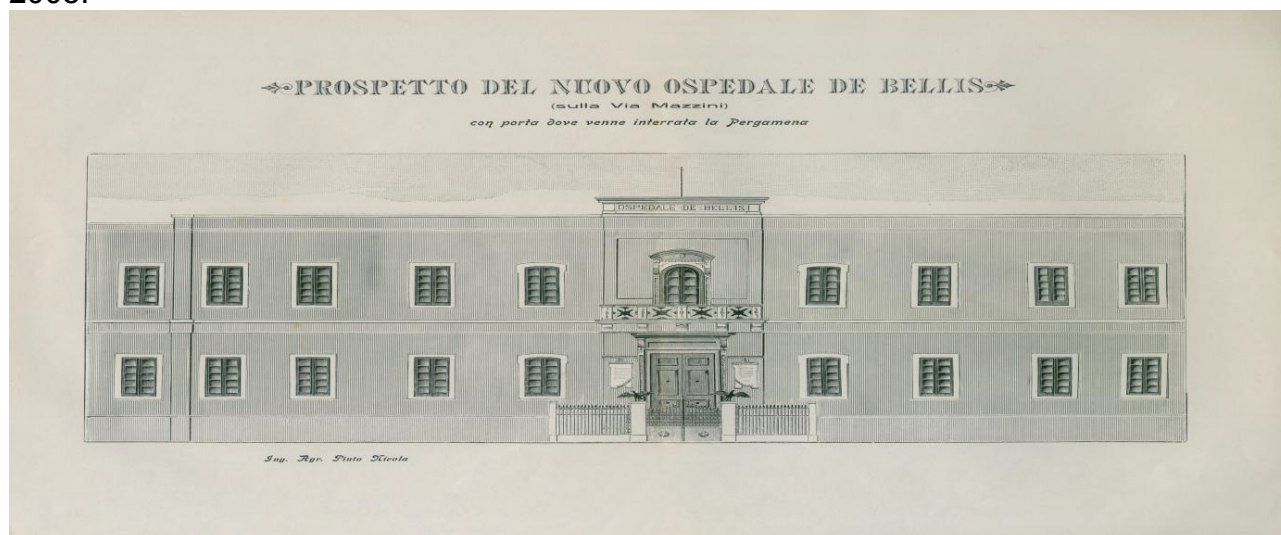 PROSPETTO DEL NUOVO OSPEDALE DE BELLIS
(sulla Via Mazzini)
con porta dove venne interrata la Pergamena
OSPEDALE DE BELLIS
Ing. Agr. Pinto Nicola